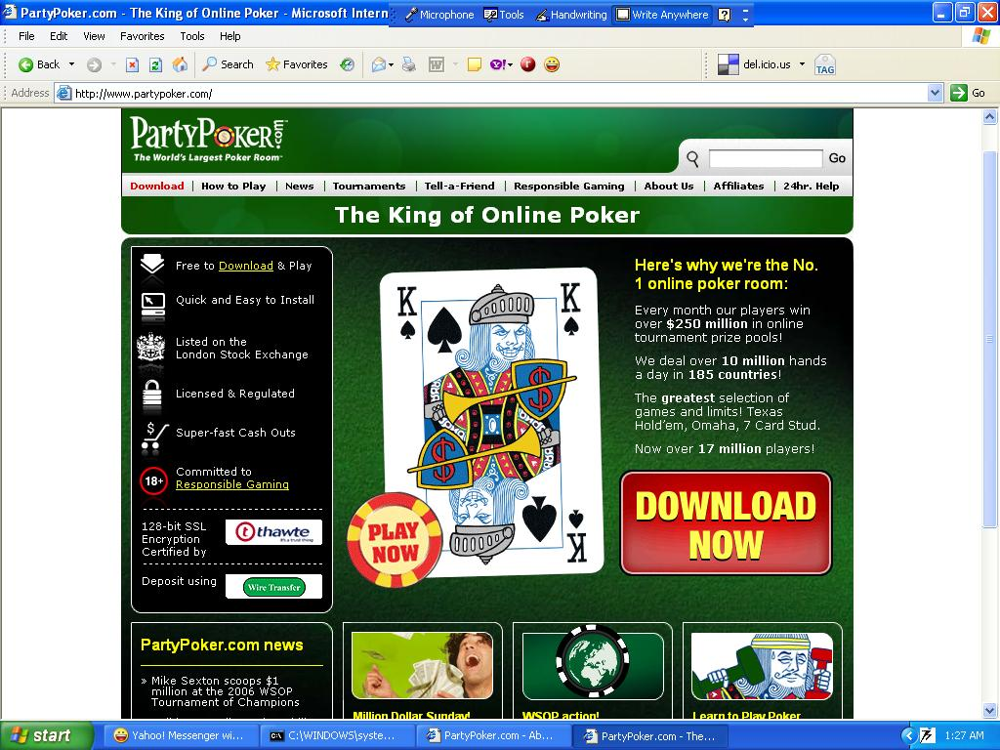 PartyPoker.com - The King of Online Poker - Microsoft Intern
Microphone Tools Handwriting Write Anywhere ?
File Edit View Favorites Tools Help
Back Search Favorites W Y! del.icio.us TAG
Address http://www.partypoker.com/ Go
PARTYPOKER.com
The World's Largest Poker Room™
Go
Download | How to Play | News | Tournaments | Tell-a-Friend | Responsible Gaming | About Us | Affiliates | 24hr. Help
The King of Online Poker
Free to Download & Play
Quick and Easy to Install
Listed on the
London Stock Exchange
Licensed & Regulated
Super-fast Cash Outs
18+
Committed to
Responsible Gaming
128-bit SSL
Encryption
Certified by
thawte
it's a trust thing
Deposit using
Wire Transfer
K K
$
$
K
PLAY
NOW
Here's why we're the No.
1 online poker room:
Every month our players win
over $250 million in online
tournament prize pools!
We deal over 10 million hands
a day in 185 countries!
The greatest selection of
games and limits! Texas
Hold'em, Omaha, 7 Card Stud.
Now over 17 million players!
DOWNLOAD
NOW
PartyPoker.com news
» Mike Sexton scoops $1
million at the 2006 WSOP
Tournament of Champions
Million Dollar Sunday!
WSOP action!
Learn to Play Poker
start Yahoo! Messenger wi... C:\WINDOWS\syste... PartyPoker.com - Ab... PartyPoker.com - The... 1:27 AM